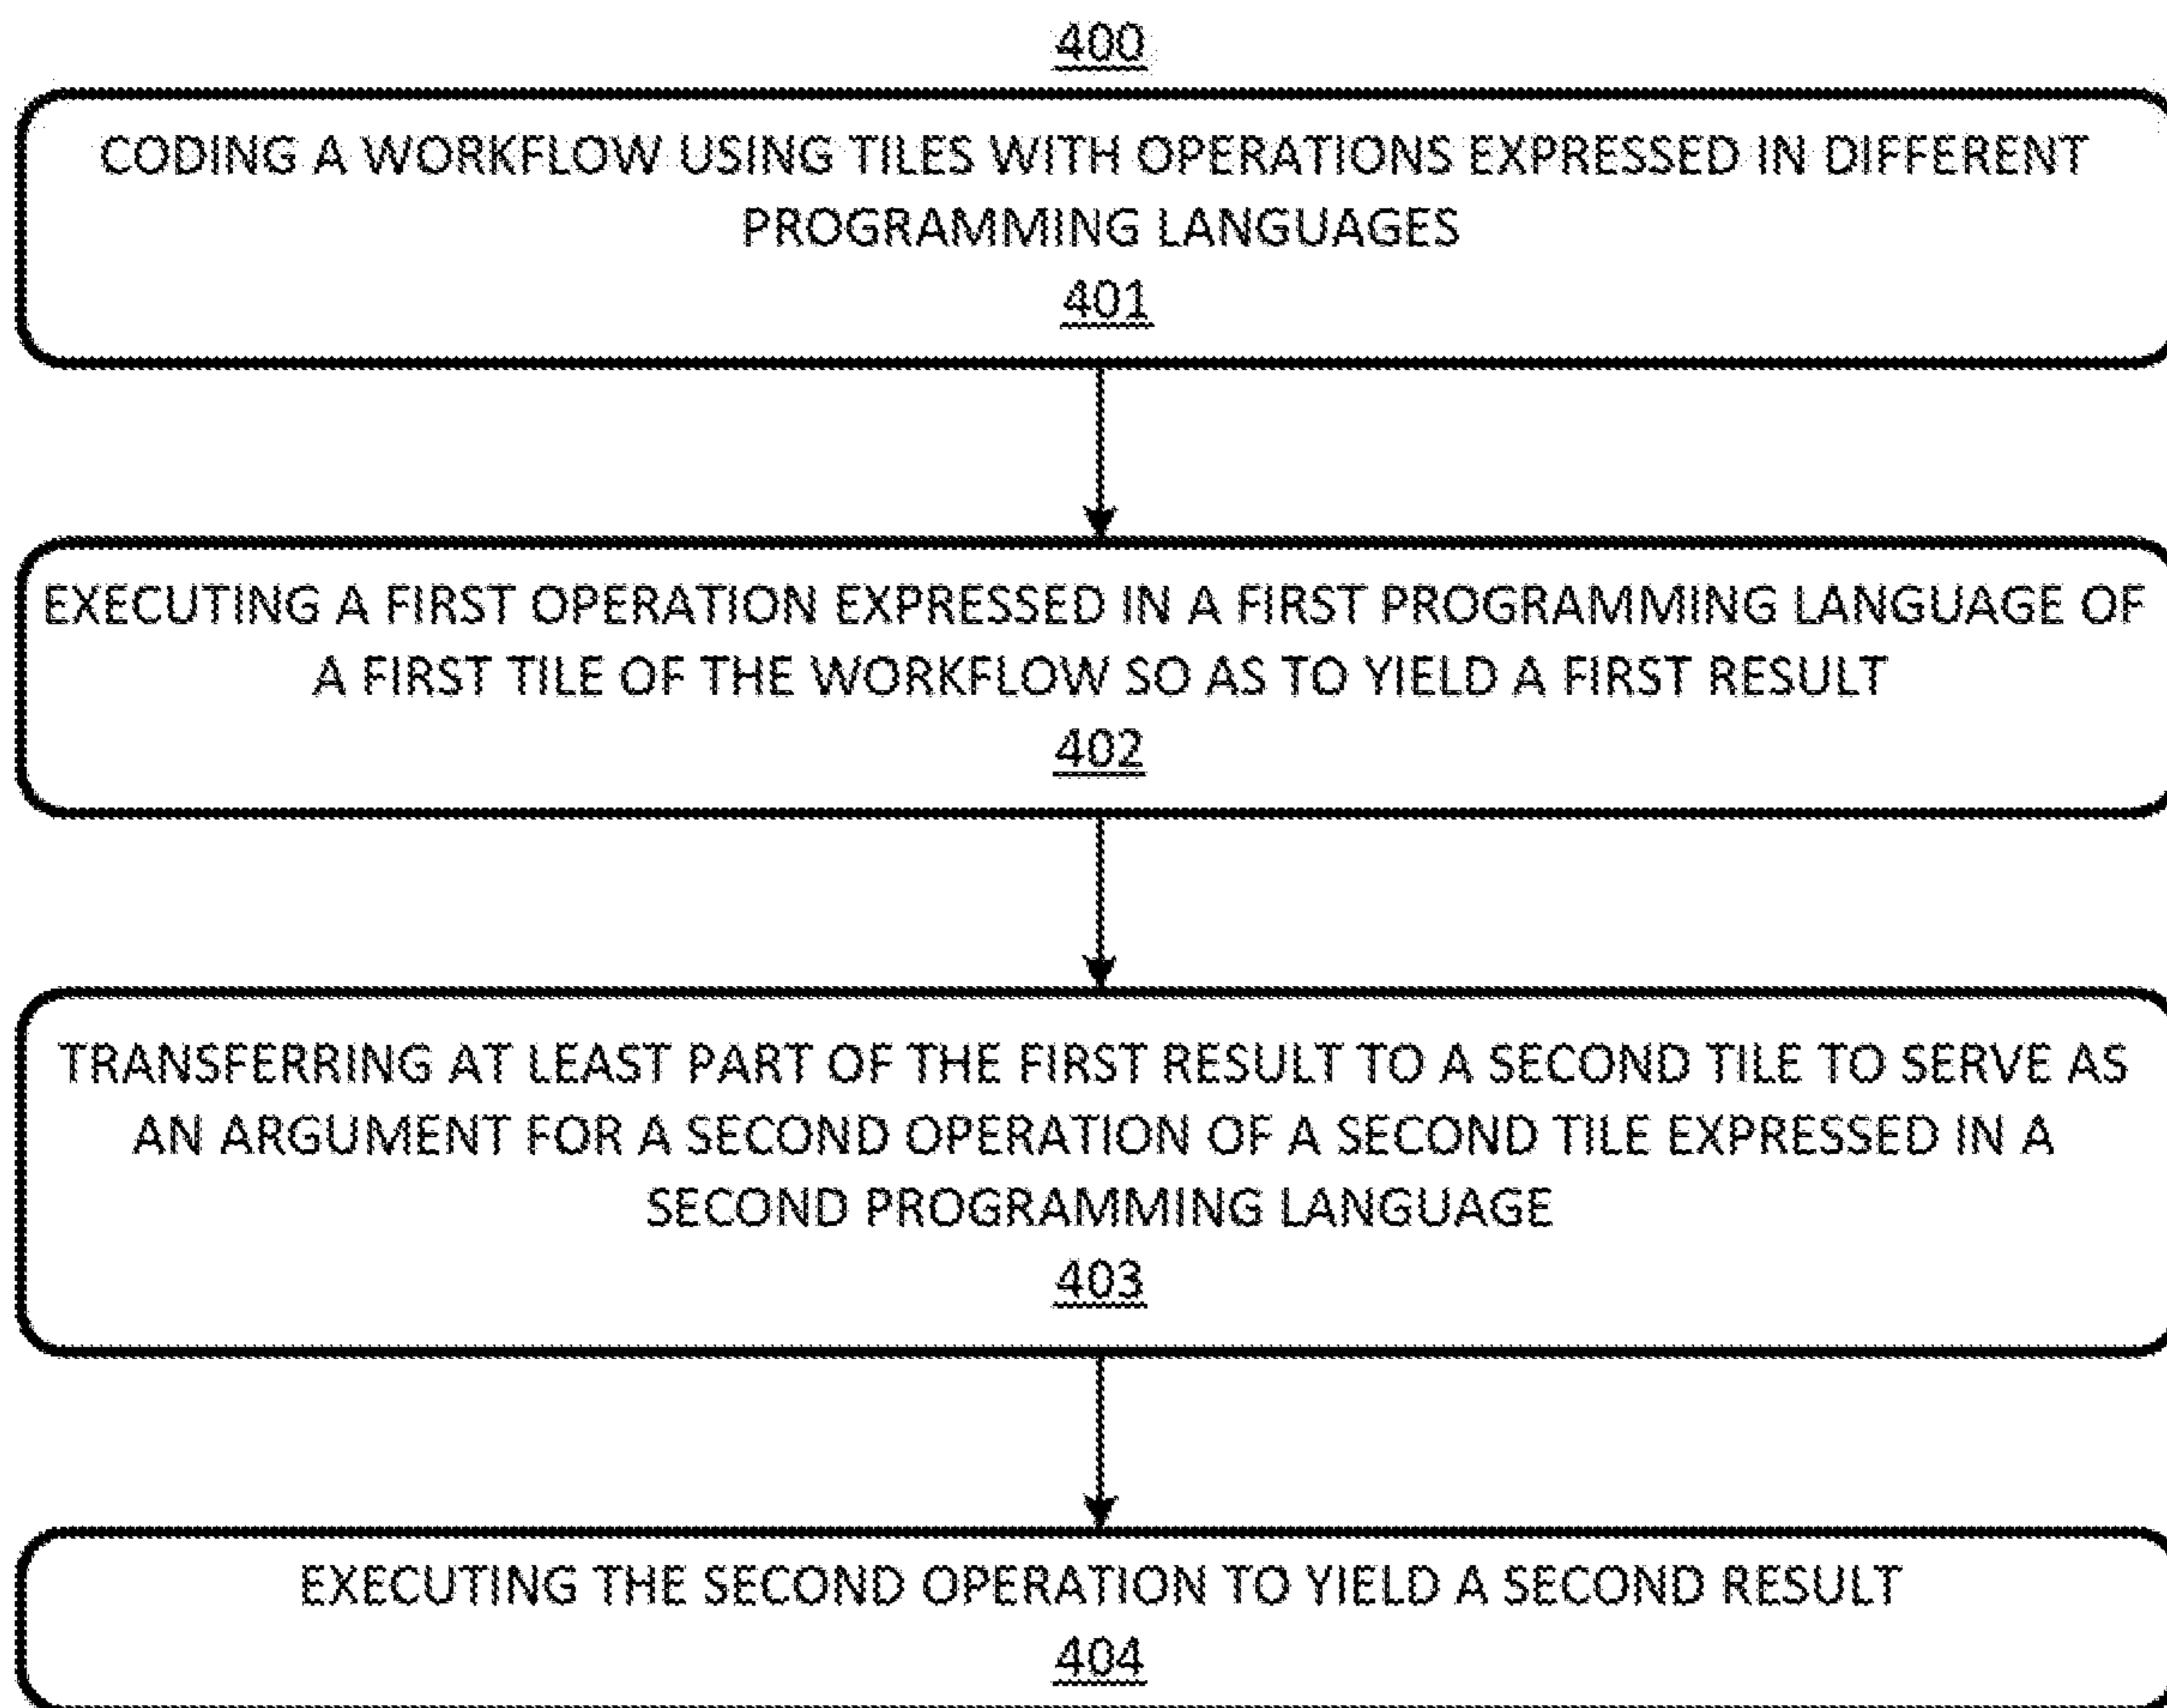 400
CODING A WORKFLOW USING TILES WITH OPERATIONS EXPRESSED IN DIFFERENT
PROGRAMMING LANGUAGES
401
EXECUTING A FIRST OPERATION EXPRESSED IN A FIRST PROGRAMMING LANGUAGE OF
A FIRST TILE OF THE WORKFLOW SO AS TO YIELD A FIRST RESULT
402
TRANSFERRING AT LEAST PART OF THE FIRST RESULT TO A SECOND TILE TO SERVE AS
AN ARGUMENT FOR A SECOND OPERATION OF A SECOND TILE EXPRESSED IN A
SECOND PROGRAMMING LANGUAGE
403
EXECUTING THE SECOND OPERATION TO YIELD A SECOND RESULT
404